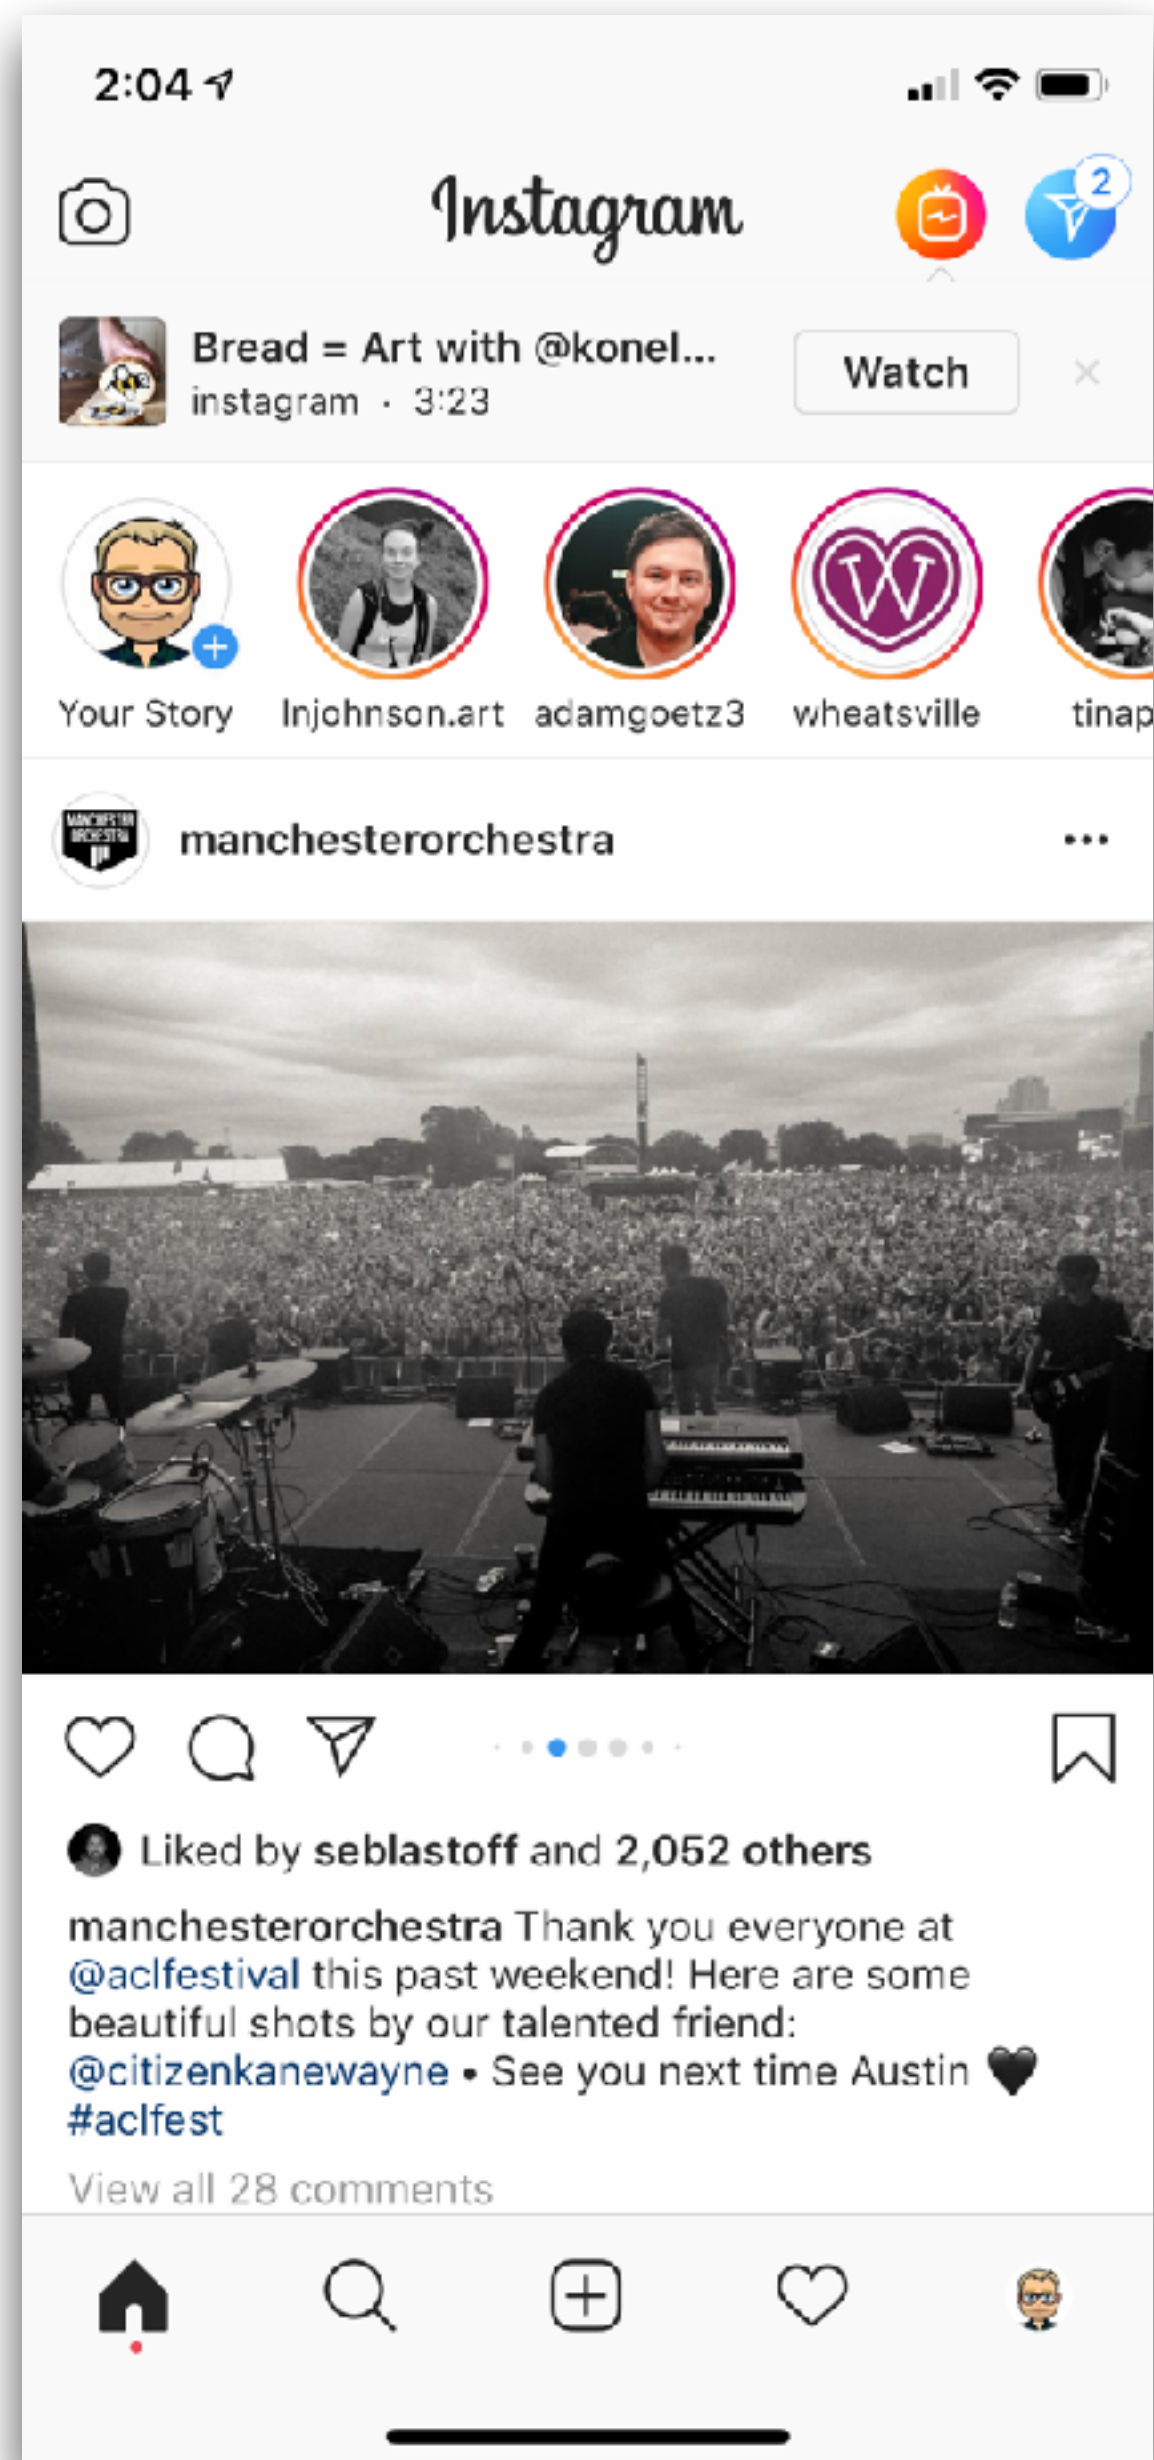 2:04
Instagram
2
Bread = Art with @konel...
Watch
instagram · 3:23
Your Story
lnjohnson.art
adamgoetz3
wheatsville
tinap
MANCHESTER
ORCHESTRA
manchesterorchestra
Liked by seblastoff and 2,052 others
manchesterorchestra Thank you everyone at
@aclfestival this past weekend! Here are some
beautiful shots by our talented friend:
@citizenkanewayne • See you next time Austin 🖤
#aclfest
View all 28 comments